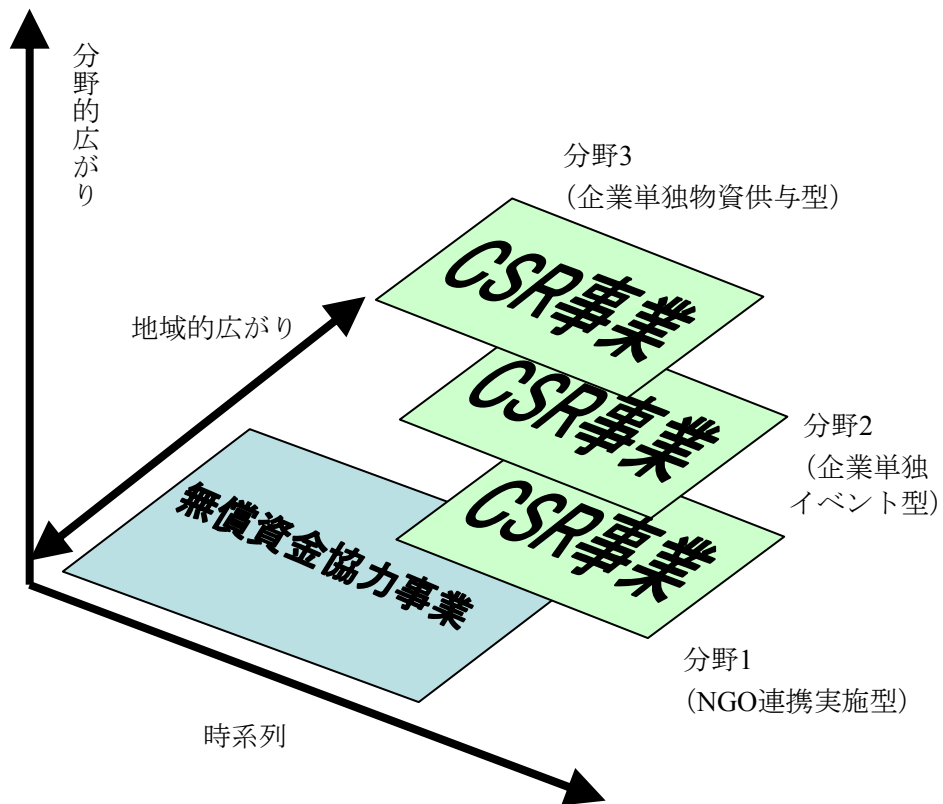 分野的広がり
分野3
（企業単独物資供与型）
CSR事業
地域的広がり
CSR事業
分野2
（企業単独
イベント型）
無償資金協力事業
CSR事業
分野1
（NGO連携実施型）
時系列